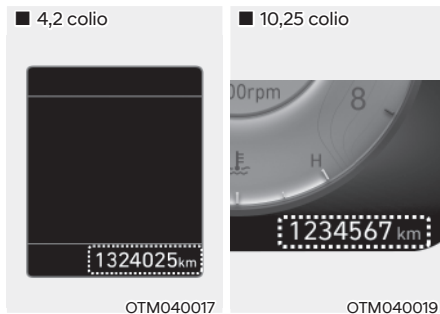 ■ 4,2 colio
1324025km
OTM040017
■ 10,25 colio
00rpm
8
H
1234567 km
OTM040019